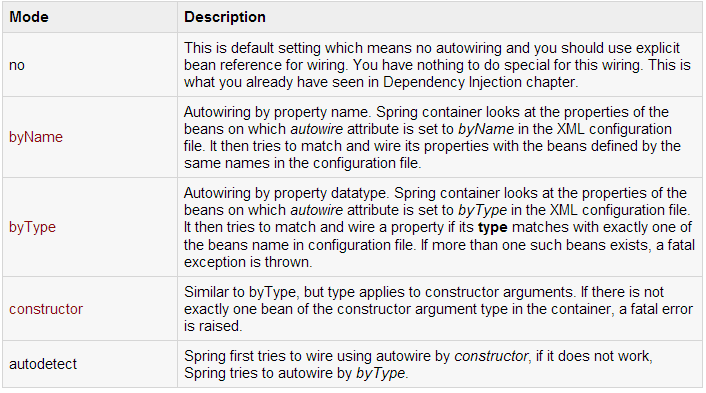 Mode Description
no
This is default setting which means no autowiring and you should use explicit
bean reference for wiring. You have nothing to do special for this wiring. This is
what you already have seen in Dependency Injection chapter.
byName
Autowiring by property name. Spring container looks at the properties of the
beans on which autowire attribute is set to byName in the XML configuration
file. It then tries to match and wire its properties with the beans defined by the
same names in the configuration file.
byType
Autowiring by property datatype. Spring container looks at the properties of the
beans on which autowire attribute is set to byType in the XML configuration file.
It then tries to match and wire a property if its type matches with exactly one of
the beans name in configuration file. If more than one such beans exists, a fatal
exception is thrown.
constructor
Similar to byType, but type applies to constructor arguments. If there is not
exactly one bean of the constructor argument type in the container, a fatal error
is raised.
autodetect
Spring first tries to wire using autowire by constructor, if it does not work,
Spring tries to autowire by byType.